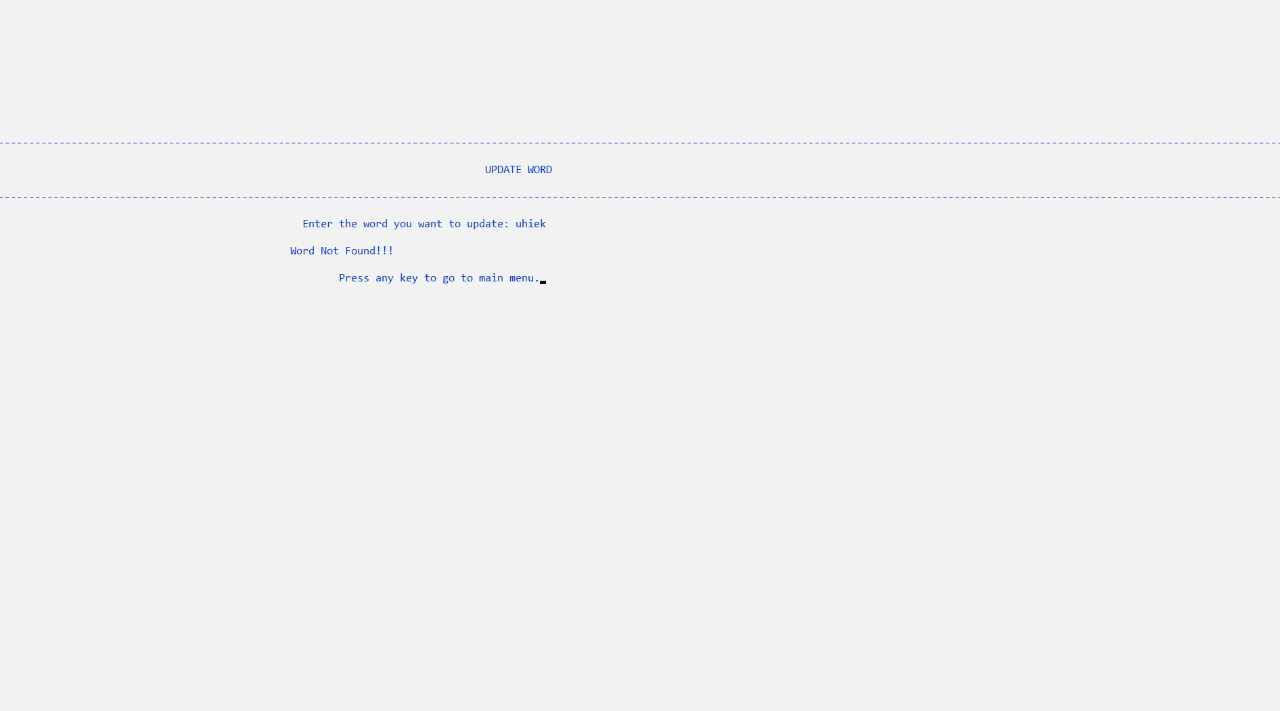 UPDATE WORD
Enter the word you want to update: uhiek
Word Not Found!!!
Press any key to go to main menu.